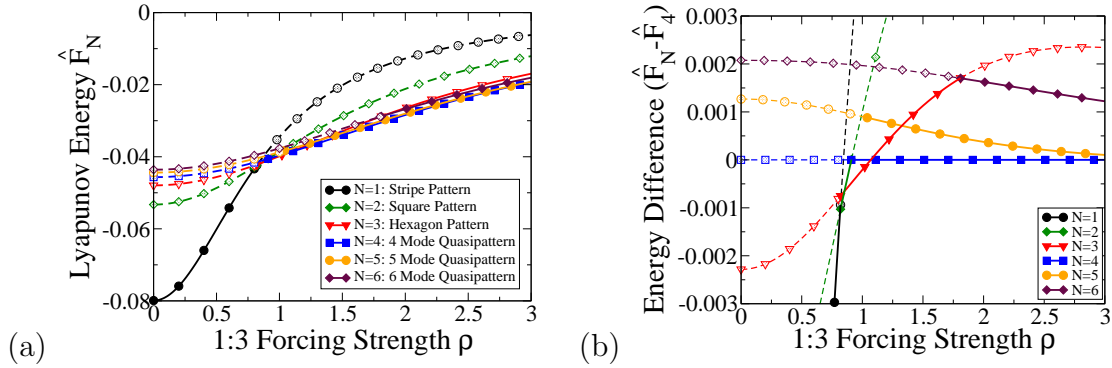 0
-0.02
-0.04
-0.06
-0.08
Lyapunov Energy F̂_N
N=1: Stripe Pattern
N=2: Square Pattern
N=3: Hexagon Pattern
N=4: 4 Mode Quasipattern
N=5: 5 Mode Quasipattern
N=6: 6 Mode Quasipattern
0 0.5 1 1.5 2 2.5 3
1:3 Forcing Strength ρ
(a)
0.003
0.002
0.001
0
-0.001
-0.002
-0.003
Energy Difference (F̂_N-F̂_4)
N=1
N=2
N=3
N=4
N=5
N=6
0 0.5 1 1.5 2 2.5 3
1:3 Forcing Strength ρ
(b)